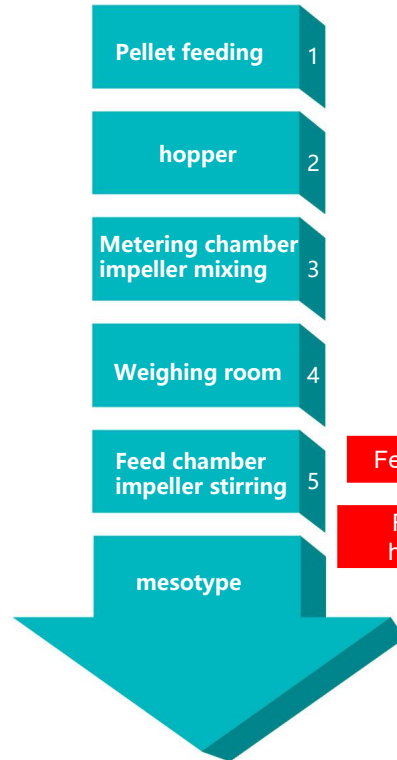 Pellet feeding 1
hopper 2
Metering chamber
impeller mixing 3
Weighing room 4
Feed chamber
impeller stirring 5
mesotype